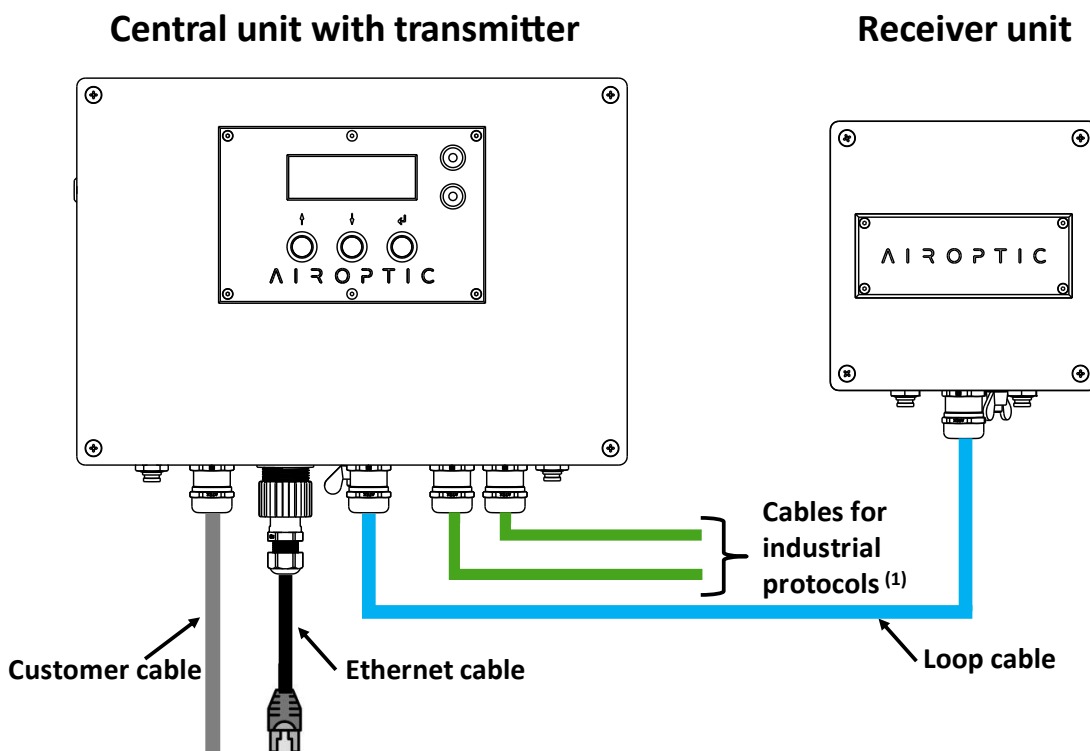 Central unit with transmitter
Receiver unit
AIROPTIC
AIROPTIC
Cables for
industrial
protocols (1)
Customer cable
Ethernet cable
Loop cable